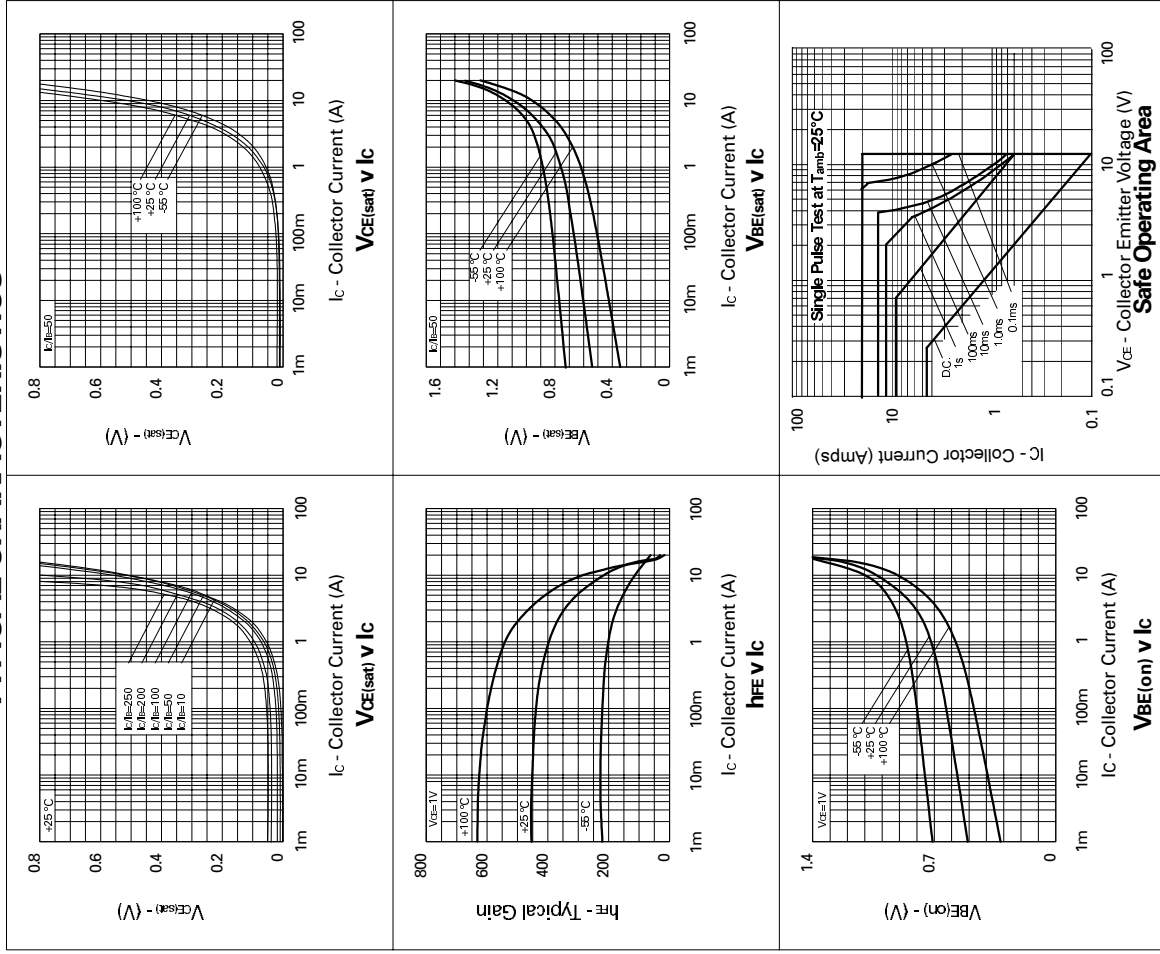 +25 °C
IC/IB=250
IC/IB=200
IC/IB=100
IC/IB=50
IC/IB=10
0.8
0.6
0.4
0.2
0
1m
10m
100m
1
10
100
VCE(sat) - (V)
IC - Collector Current (A)
VCE(sat) v IC
IC/IB=50
+100 °C
+25 °C
-55 °C
0.8
0.6
0.4
0.2
0
1m
10m
100m
1
10
100
VCE(sat) - (V)
IC - Collector Current (A)
VCE(sat) v IC
VCE=1V
+100 °C
+25 °C
-55 °C
800
600
400
200
0
1m
10m
100m
1
10
100
hFE - Typical Gain
IC - Collector Current (A)
hFE v IC
IC/IB=50
-55 °C
+25 °C
+100 °C
1.6
1.2
0.8
0.4
0
1m
10m
100m
1
10
100
VBE(sat) - (V)
IC - Collector Current (A)
VBE(sat) v IC
VCE=1V
-55 °C
+25 °C
+100 °C
1.4
0.7
0
1m
10m
100m
1
10
100
VBE(on) - (V)
IC - Collector Current (A)
VBE(on) v IC
Single Pulse Test at Tamb=25°C
D.C.
1s
100ms
10ms
1.0ms
0.1ms
100
10
1
0.1
0.1
1
10
100
IC - Collector Current (Amps)
VCE - Collector Emitter Voltage (V)
Safe Operating Area